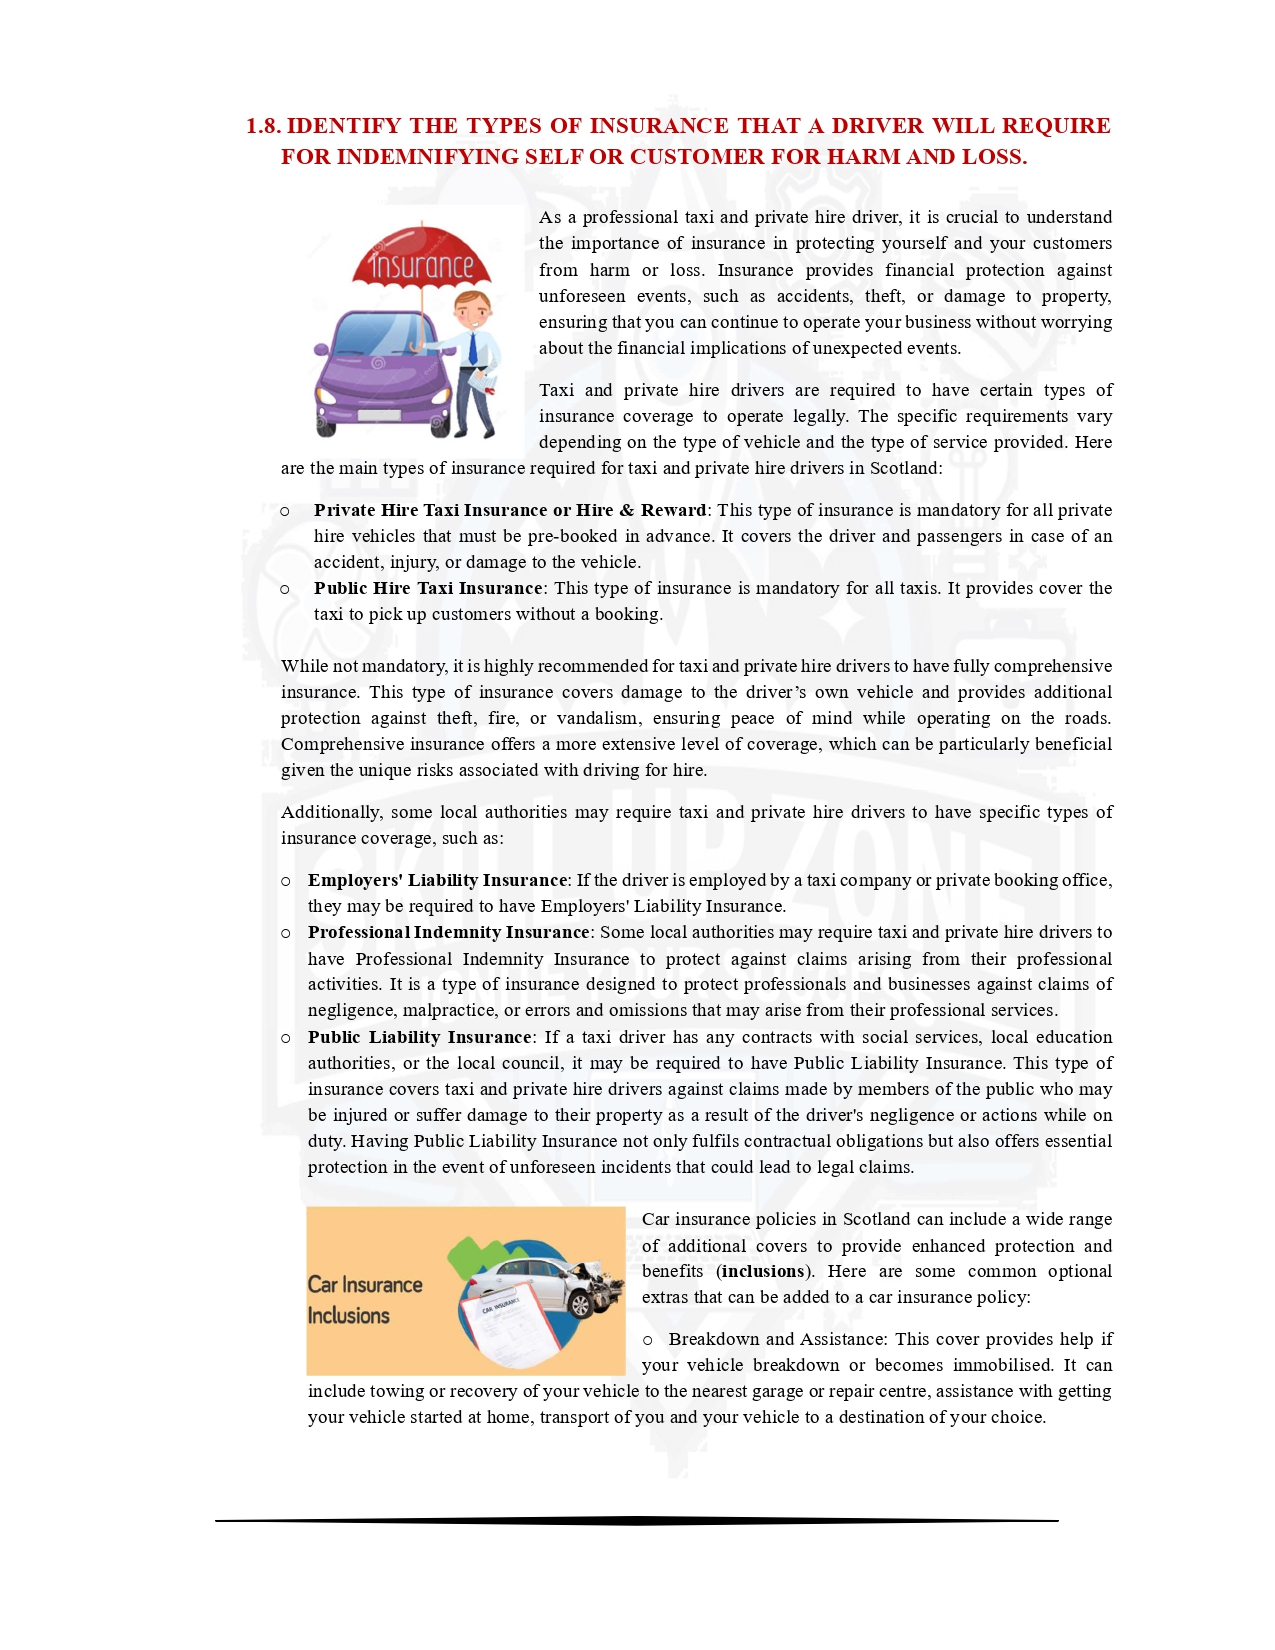 1.8. IDENTIFY THE TYPES OF INSURANCE THAT A DRIVER WILL REQUIRE
FOR INDEMNIFYING SELF OR CUSTOMER FOR HARM AND LOSS.
insurance
As a professional taxi and private hire driver, it is crucial to understand
the importance of insurance in protecting yourself and your customers
from harm or loss. Insurance provides financial protection against
unforeseen events, such as accidents, theft, or damage to property,
ensuring that you can continue to operate your business without worrying
about the financial implications of unexpected events.
Taxi and private hire drivers are required to have certain types of
insurance coverage to operate legally. The specific requirements vary
depending on the type of vehicle and the type of service provided. Here
are the main types of insurance required for taxi and private hire drivers in Scotland:
o Private Hire Taxi Insurance or Hire & Reward: This type of insurance is mandatory for all private
hire vehicles that must be pre-booked in advance. It covers the driver and passengers in case of an
accident, injury, or damage to the vehicle.
o Public Hire Taxi Insurance: This type of insurance is mandatory for all taxis. It provides cover the
taxi to pick up customers without a booking.
While not mandatory, it is highly recommended for taxi and private hire drivers to have fully comprehensive
insurance. This type of insurance covers damage to the driver’s own vehicle and provides additional
protection against theft, fire, or vandalism, ensuring peace of mind while operating on the roads.
Comprehensive insurance offers a more extensive level of coverage, which can be particularly beneficial
given the unique risks associated with driving for hire.
Additionally, some local authorities may require taxi and private hire drivers to have specific types of
insurance coverage, such as:
o Employers' Liability Insurance: If the driver is employed by a taxi company or private booking office,
they may be required to have Employers' Liability Insurance.
o Professional Indemnity Insurance: Some local authorities may require taxi and private hire drivers to
have Professional Indemnity Insurance to protect against claims arising from their professional
activities. It is a type of insurance designed to protect professionals and businesses against claims of
negligence, malpractice, or errors and omissions that may arise from their professional services.
o Public Liability Insurance: If a taxi driver has any contracts with social services, local education
authorities, or the local council, it may be required to have Public Liability Insurance. This type of
insurance covers taxi and private hire drivers against claims made by members of the public who may
be injured or suffer damage to their property as a result of the driver's negligence or actions while on
duty. Having Public Liability Insurance not only fulfils contractual obligations but also offers essential
protection in the event of unforeseen incidents that could lead to legal claims.
Car Insurance
Inclusions
CAR INSURANCE
Car insurance policies in Scotland can include a wide range
of additional covers to provide enhanced protection and
benefits (inclusions). Here are some common optional
extras that can be added to a car insurance policy:
o Breakdown and Assistance: This cover provides help if
your vehicle breakdown or becomes immobilised. It can
include towing or recovery of your vehicle to the nearest garage or repair centre, assistance with getting
your vehicle started at home, transport of you and your vehicle to a destination of your choice.
SKILL UP ZONE
IGNITE YOUR SUCCESS